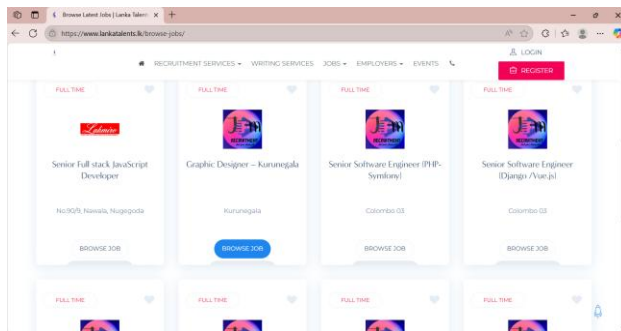 Browse Latest Jobs | Lanka Talen
https://www.lankatalents.lk/browse-jobs/
LOGIN
RECRUITMENT SERVICES WRITING SERVICES JOBS EMPLOYERS EVENTS
REGISTER
FULL TIME FULL TIME FULL TIME FULL TIME
Lakmiro
Senior Full stack JavaScript Developer
Graphic Designer – Kurunegala
Senior Software Engineer (PHP-Symfony)
Senior Software Engineer (Django /Vue.js)
No.90/9, Nawala, Nugegoda Kurunegala Colombo 03 Colombo 03
BROWSE JOB BROWSE JOB BROWSE JOB BROWSE JOB
FULL TIME FULL TIME FULL TIME FULL TIME